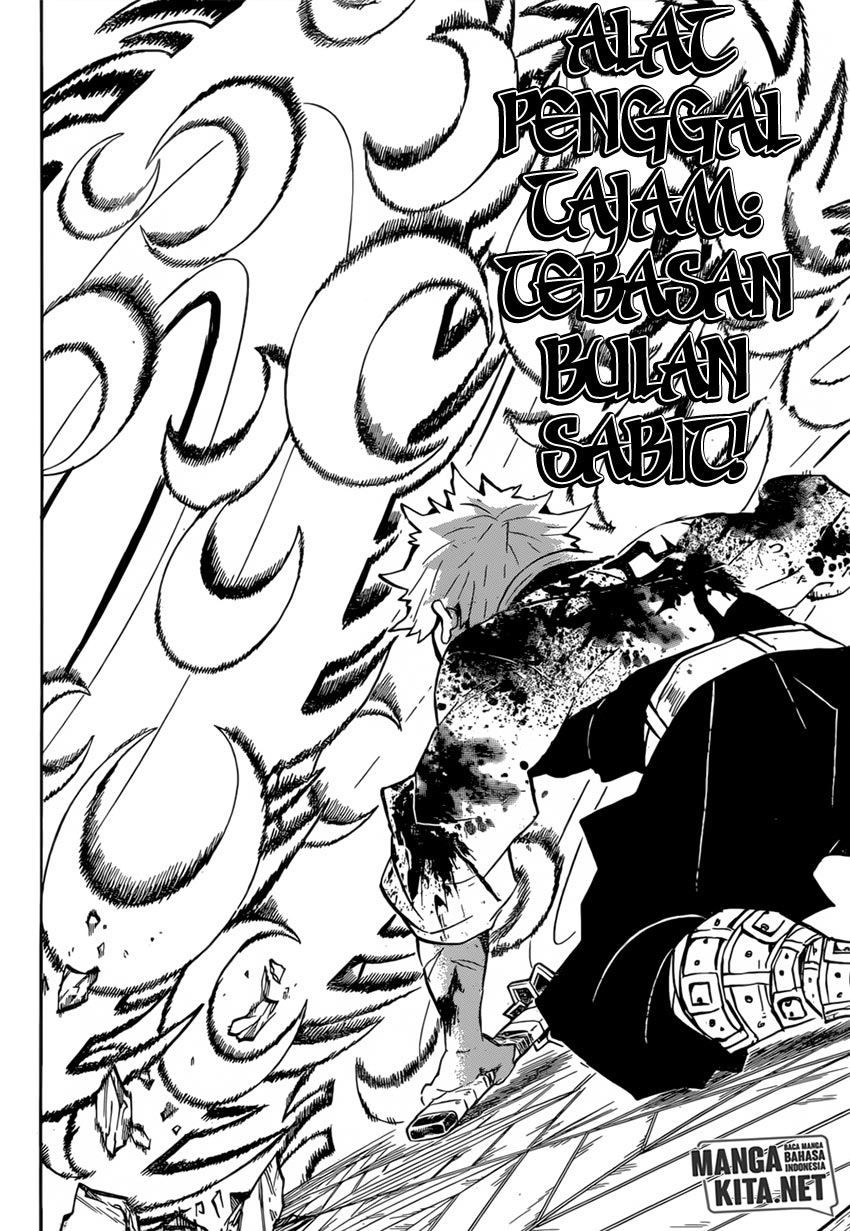 ALAT
PENGGAL
TAJAM:
TEBASAN
BULAN
SABIT!
MANGA
KITA.NET
BACA MANGA
BAHASA
INDONESIA